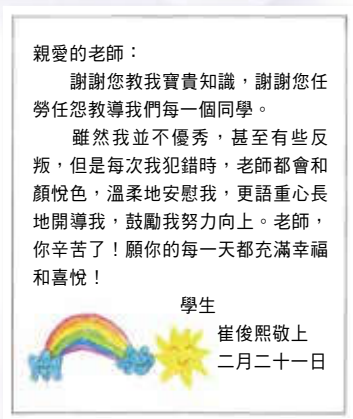 親愛的老師：
謝謝您教我寶貴知識，謝謝您任
勞任怨教導我們每一個同學。
雖然我並不優秀，甚至有些反
叛，但是每次我犯錯時，老師都會和
顏悅色，溫柔地安慰我，更語重心長
地開導我，鼓勵我努力向上。老師，
你辛苦了！願你的每一天都充滿幸福
和喜悅！
學生
崔俊熙敬上
二月二十一日